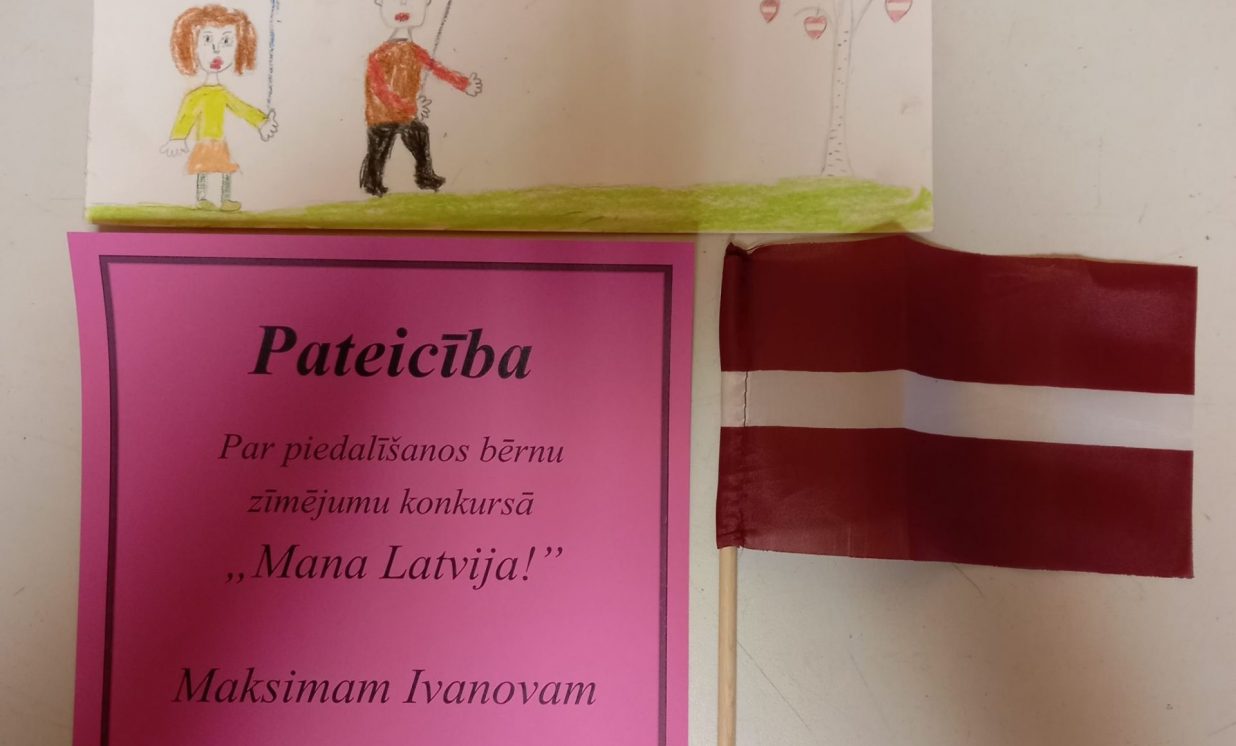 Pateicība
Par piedalīšanos bērnu
zīmējumu konkursā
„Mana Latvija!”
Maksimam Ivanovam